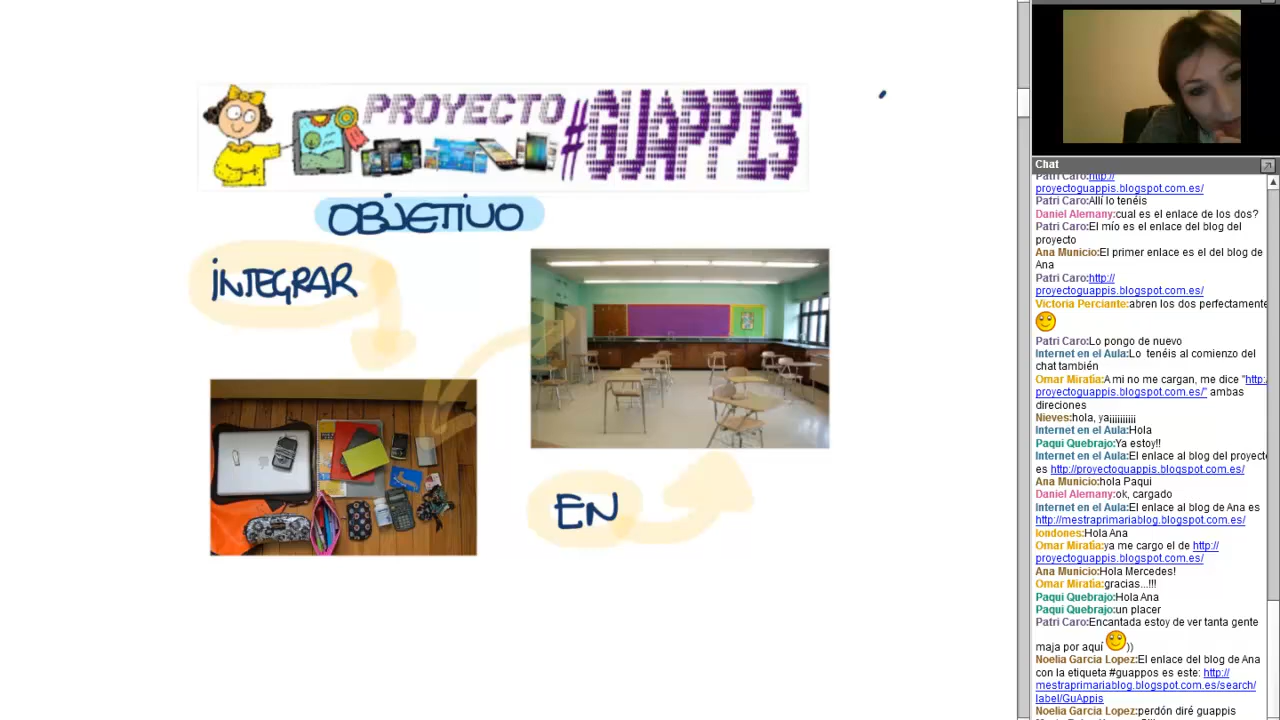 PROYECTO #GUAPPIS
OBJETIVO
INTEGRAR
EN
Chat
Patri Caro:http://
proyectoguappis.blogspot.com.es/
Patri Caro:Allí lo tenéis
Daniel Alemany:cual es el enlace de los dos?
Patri Caro:El mío es el enlace del blog del
proyecto
Ana Municio:El primer enlace es el del blog de
Ana
Patri Caro:http://
proyectoguappis.blogspot.com.es/
Victoria Perciante:abren los dos perfectamente
Patri Caro:Lo pongo de nuevo
Internet en el Aula:Lo tenéis al comienzo del
chat también
Omar Miratía:A mi no me cargan, me dice "http:/
proyectoguappis.blogspot.com.es/" ambas
direciones
Nieves:hola, ya¡¡¡¡¡¡¡¡¡¡
Internet en el Aula:Hola
Paqui Quebrajo:Ya estoy!!
Internet en el Aula:El enlace al blog del proyecto
es http://proyectoguappis.blogspot.com.es/
Ana Municio:hola Paqui
Daniel Alemany:ok, cargado
Internet en el Aula:El enlace al blog de Ana es
http://mestraprimariablog.blogspot.com.es/
londones:Hola Ana
Omar Miratía:ya me cargo el de http://
proyectoguappis.blogspot.com.es/
Ana Municio:Hola Mercedes!
Omar Miratía:gracias...!!!
Paqui Quebrajo:Hola Ana
Paqui Quebrajo:un placer
Patri Caro:Encantada estoy de ver tanta gente
maja por aquí ))
Noelia Garcia Lopez:El enlace del blog de Ana
con la etiqueta #guappos es este: http://
mestraprimariablog.blogspot.com.es/search/
label/GuAppis
Noelia Garcia Lopez:perdón diré guappis